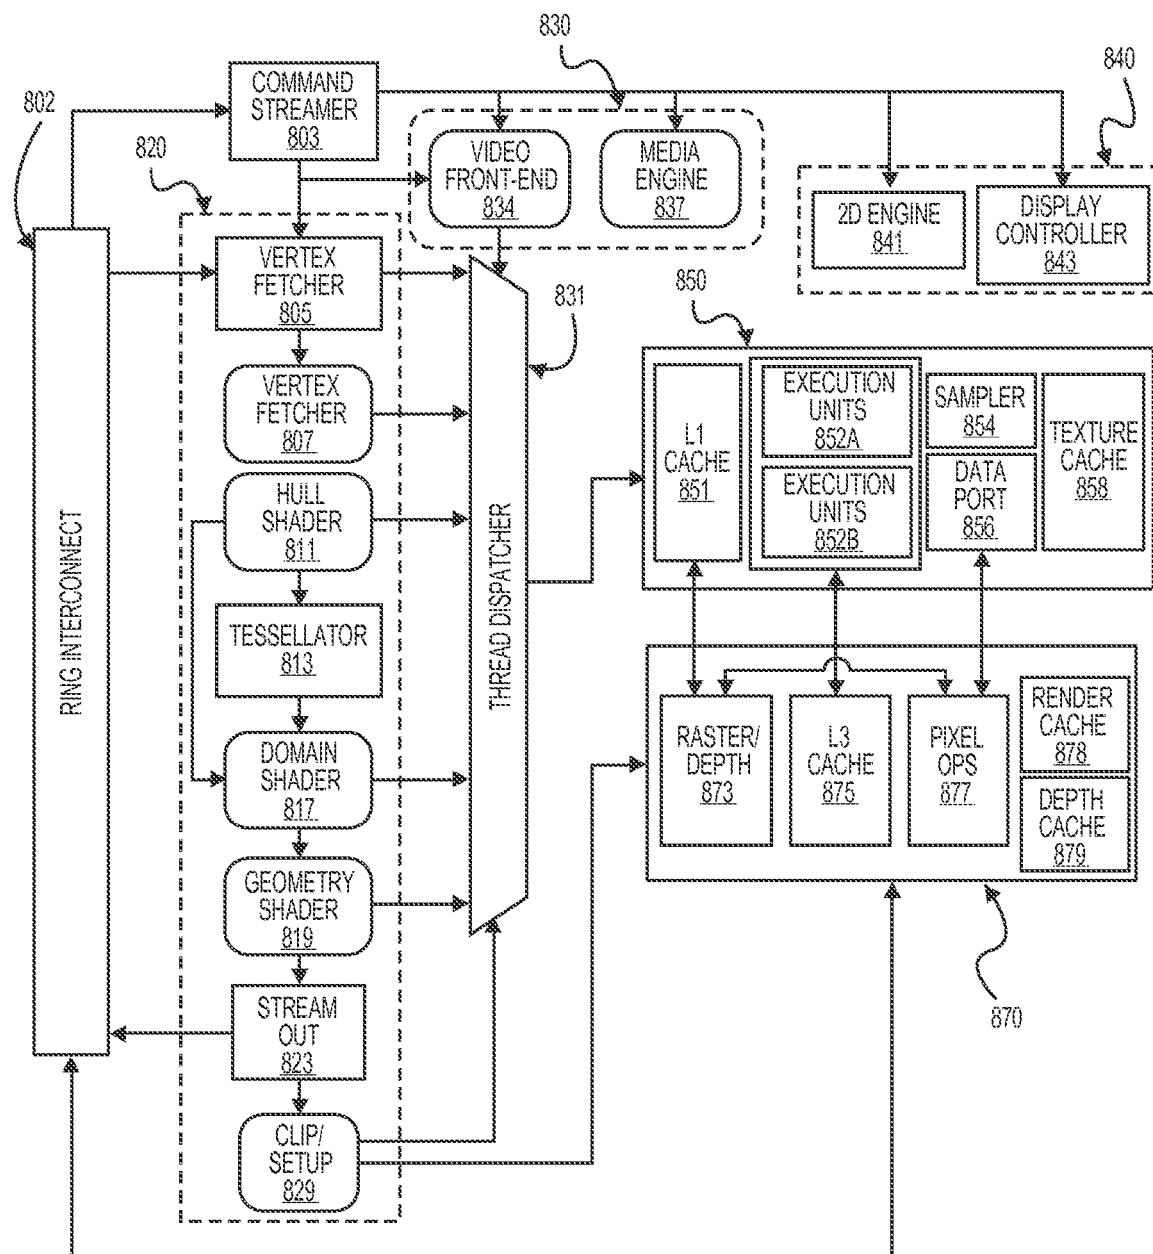 830
840
802
COMMAND
STREAMER
803
820
VIDEO
FRONT-END
834
MEDIA
ENGINE
837
2D ENGINE
841
DISPLAY
CONTROLLER
843
VERTEX
FETCHER
805
831
850
VERTEX
FETCHER
807
L1
CACHE
851
EXECUTION
UNITS
852A
EXECUTION
UNITS
852B
SAMPLER
854
DATA
PORT
856
TEXTURE
CACHE
858
HULL
SHADER
811
RING INTERCONNECT
THREAD DISPATCHER
TESSELLATOR
813
DOMAIN
SHADER
817
RASTER/
DEPTH
873
L3
CACHE
875
PIXEL
OPS
877
RENDER
CACHE
878
DEPTH
CACHE
879
GEOMETRY
SHADER
819
STREAM
OUT
823
870
CLIP/
SETUP
829